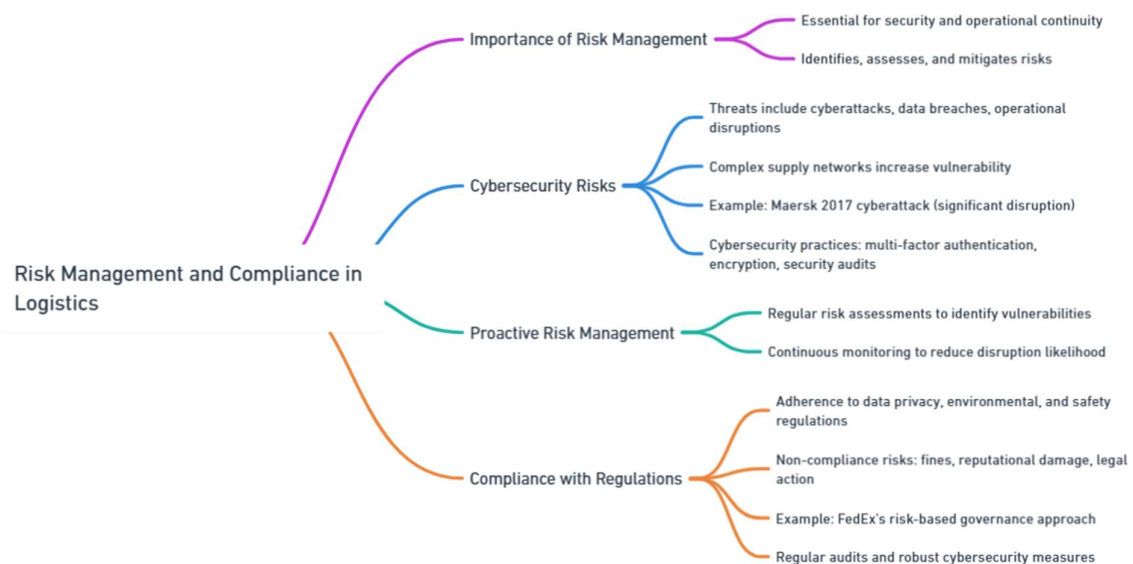 Risk Management and Compliance in
Logistics
Importance of Risk Management
Essential for security and operational continuity
Identifies, assesses, and mitigates risks
Cybersecurity Risks
Threats include cyberattacks, data breaches, operational
disruptions
Complex supply networks increase vulnerability
Example: Maersk 2017 cyberattack (significant disruption)
Cybersecurity practices: multi-factor authentication,
encryption, security audits
Proactive Risk Management
Regular risk assessments to identify vulnerabilities
Continuous monitoring to reduce disruption likelihood
Compliance with Regulations
Adherence to data privacy, environmental, and safety
regulations
Non-compliance risks: fines, reputational damage, legal
action
Example: FedEx's risk-based governance approach
Regular audits and robust cybersecurity measures